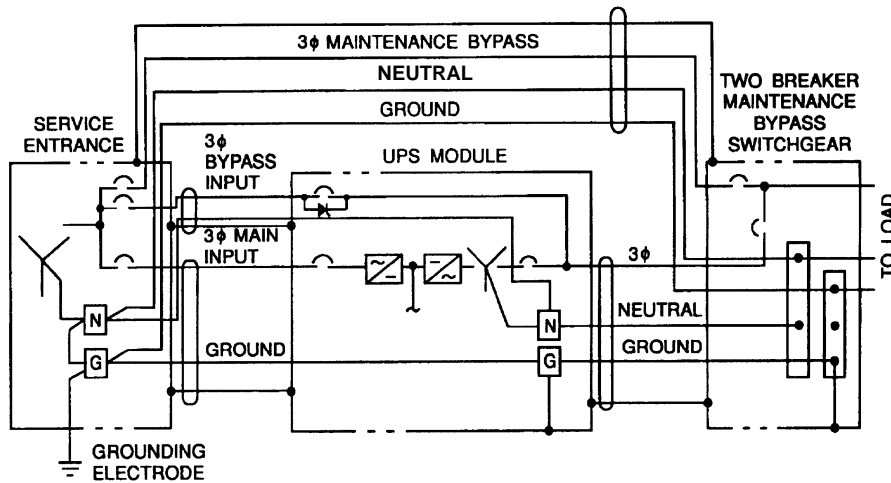 3ϕ MAINTENANCE BYPASS
NEUTRAL
GROUND
SERVICE
ENTRANCE
3ϕ
BYPASS
INPUT
UPS MODULE
TWO BREAKER
MAINTENANCE
BYPASS
SWITCHGEAR
3ϕ MAIN
INPUT
3ϕ
TO LOAD
N
N
NEUTRAL
G
GROUND
G
GROUND
GROUNDING
ELECTRODE